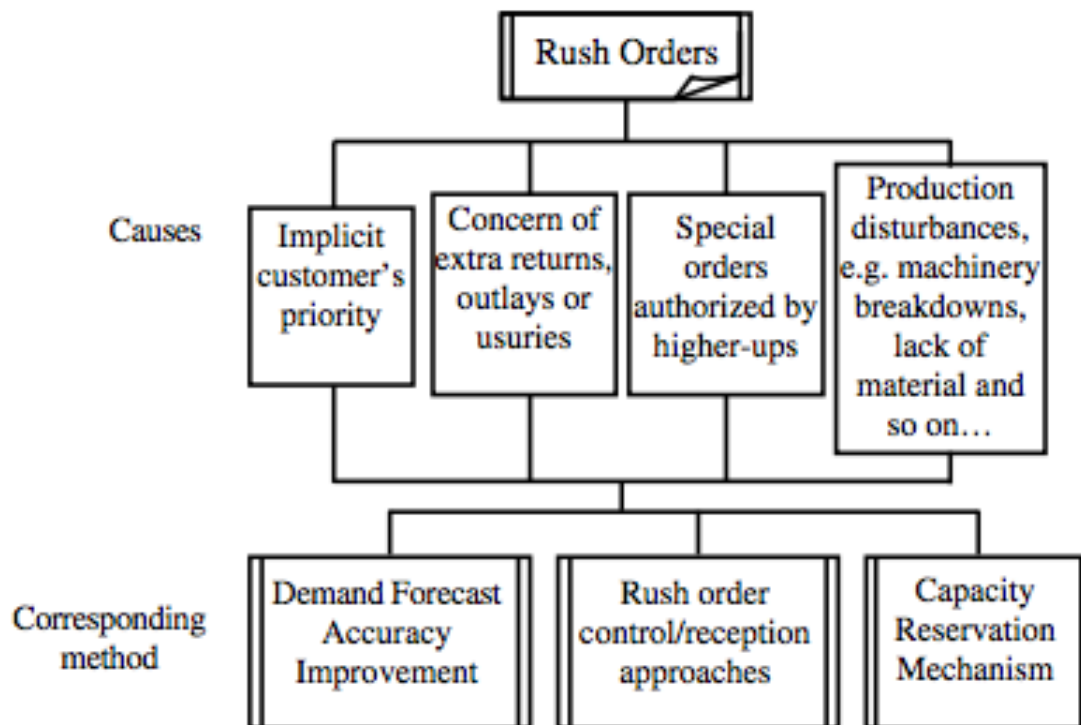 Rush Orders
Causes
Implicit
customer's
priority
Concern of
extra returns,
outlays or
usuries
Special
orders
authorized by
higher-ups
Production
disturbances,
e.g. machinery
breakdowns,
lack of
material and
so on…
Corresponding
method
Demand Forecast
Accuracy
Improvement
Rush order
control/reception
approaches
Capacity
Reservation
Mechanism